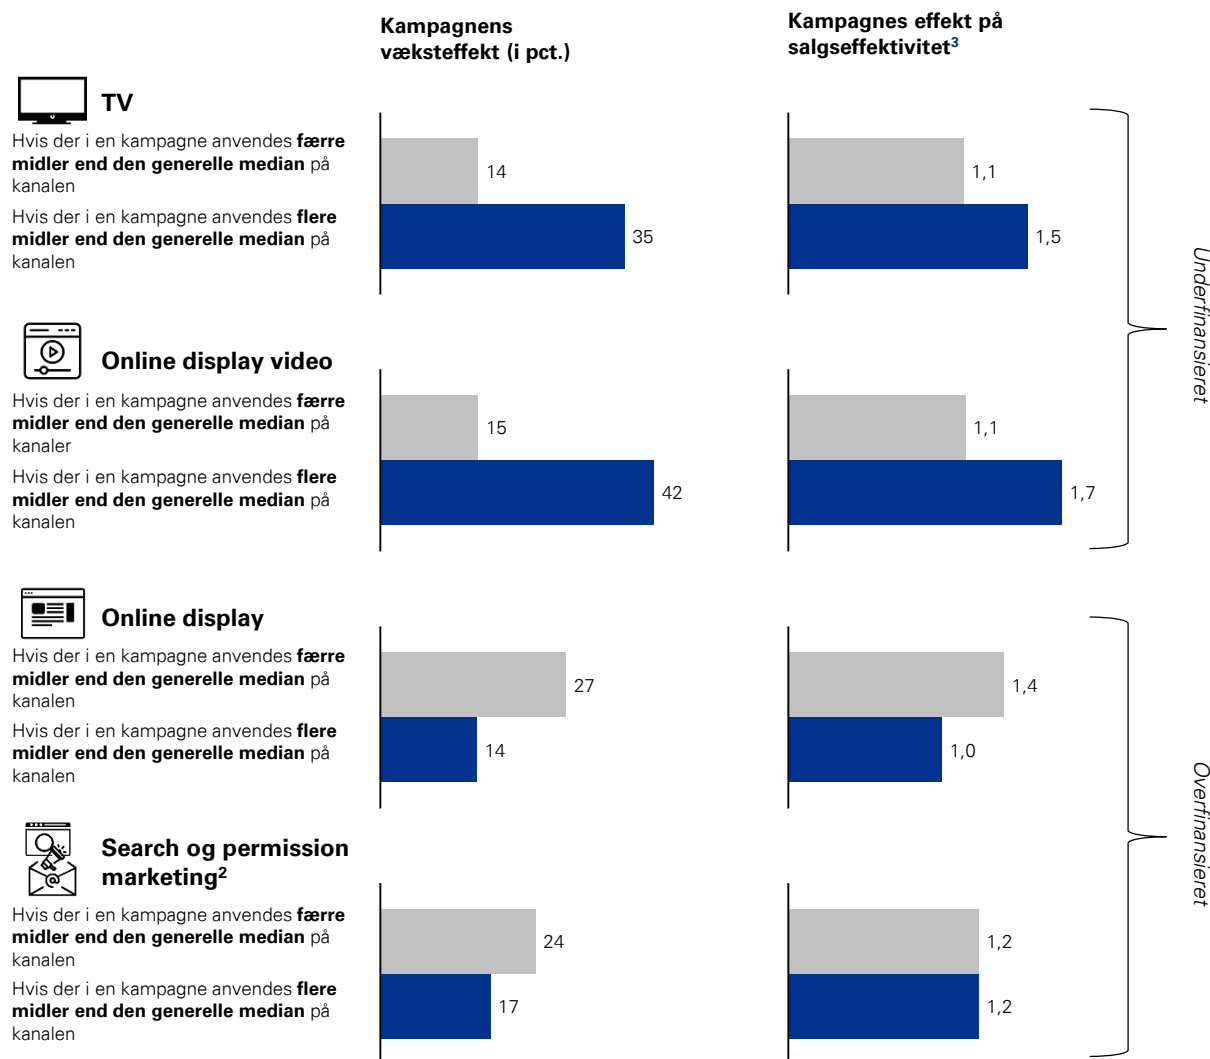 Kampagnens
væksteffekt (i pct.)
Kampagnes effekt på
salgseffektivitet³
TV
Hvis der i en kampagne anvendes færre
midler end den generelle median på
kanalen
14
1,1
Hvis der i en kampagne anvendes flere
midler end den generelle median på
kanalen
35
1,5
Online display video
Hvis der i en kampagne anvendes færre
midler end den generelle median på
kanaler
15
1,1
Hvis der i en kampagne anvendes flere
midler end den generelle median på
kanalen
42
1,7
Underfinansieret
Online display
Hvis der i en kampagne anvendes færre
midler end den generelle median på
kanalen
27
1,4
Hvis der i en kampagne anvendes flere
midler end den generelle median på
kanalen
14
1,0
Search og permission
marketing²
Hvis der i en kampagne anvendes færre
midler end den generelle median på
kanalen
24
1,2
Hvis der i en kampagne anvendes flere
midler end den generelle median på
kanalen
17
1,2
Overfinansieret